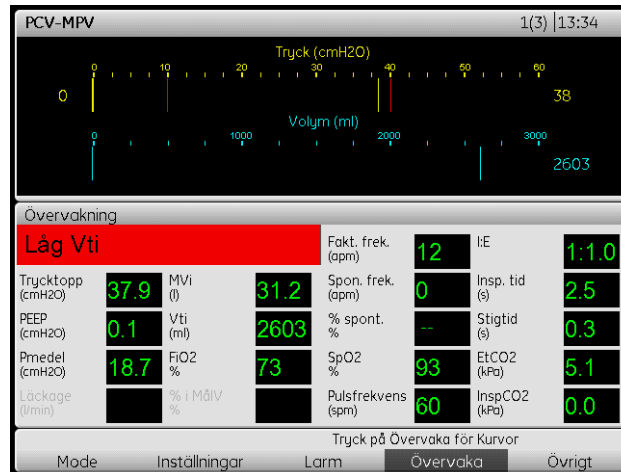 PCV-MPV 1(3) 13:34
Tryck (cmH2O)
0 10 20 30 40 50 60
0 38
Volym (ml)
0 1000 2000 3000
2603
Övervakning
Låg Vti
Fakt. frek. (apm) 12 I:E 1:1.0
Trycktopp (cmH2O) 37.9 MVi (l) 31.2 Spon. frek. (apm) 0 Insp. tid (s) 2.5
PEEP (cmH2O) 0.1 Vti (ml) 2603 % spont. % -- Stigtid (s) 0.3
Pmedel (cmH2O) 18.7 FiO2 % 73 SpO2 % 93 EtCO2 (kPa) 5.1
Läckage (l/min) % i MålV % Pulsfrekvens (spm) 60 InspCO2 (kPa) 0.0
Tryck på Övervaka för Kurvor
Mode Inställningar Larm Övervaka Övrigt